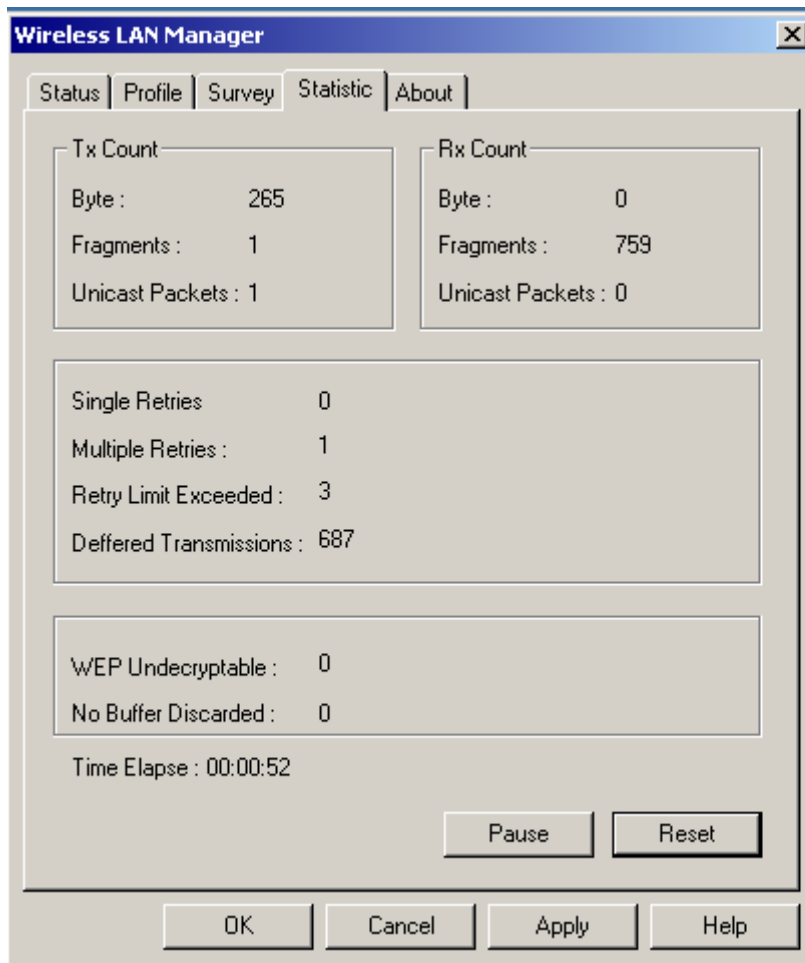 Wireless LAN Manager
Status Profile Survey Statistic About
Tx Count
Byte : 265
Fragments : 1
Unicast Packets : 1
Rx Count
Byte : 0
Fragments : 759
Unicast Packets : 0
Single Retries 0
Multiple Retries : 1
Retry Limit Exceeded : 3
Deffered Transmissions : 687
WEP Undecryptable : 0
No Buffer Discarded : 0
Time Elapse : 00:00:52
Pause Reset
OK Cancel Apply Help